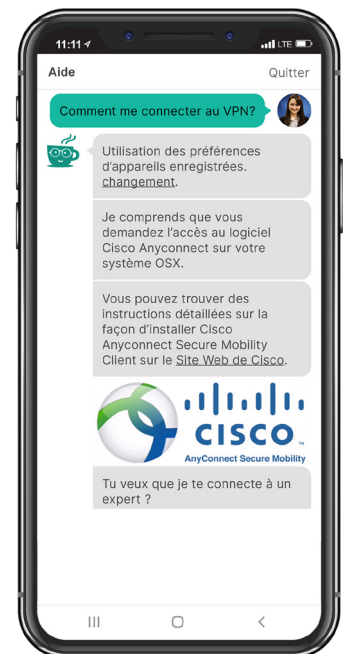 11:11
LTE
Aide
Quitter
Comment me connecter au VPN?
Utilisation des préférences
d'appareils enregistrées.
changement.
Je comprends que vous
demandez l'accès au logiciel
Cisco Anyconnect sur votre
système OSX.
Vous pouvez trouver des
instructions détaillées sur la
façon d'installer Cisco
Anyconnect Secure Mobility
Client sur le Site Web de Cisco.
CISCO
AnyConnect Secure Mobility
Tu veux que je te connecte à un
expert ?